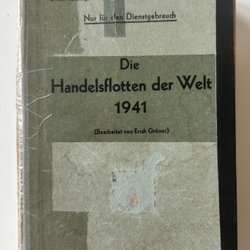 Nur für den Dienstgebrauch
Die
Handelsflotten der Welt
1941
(Bearbeitet von Erich Gröner)